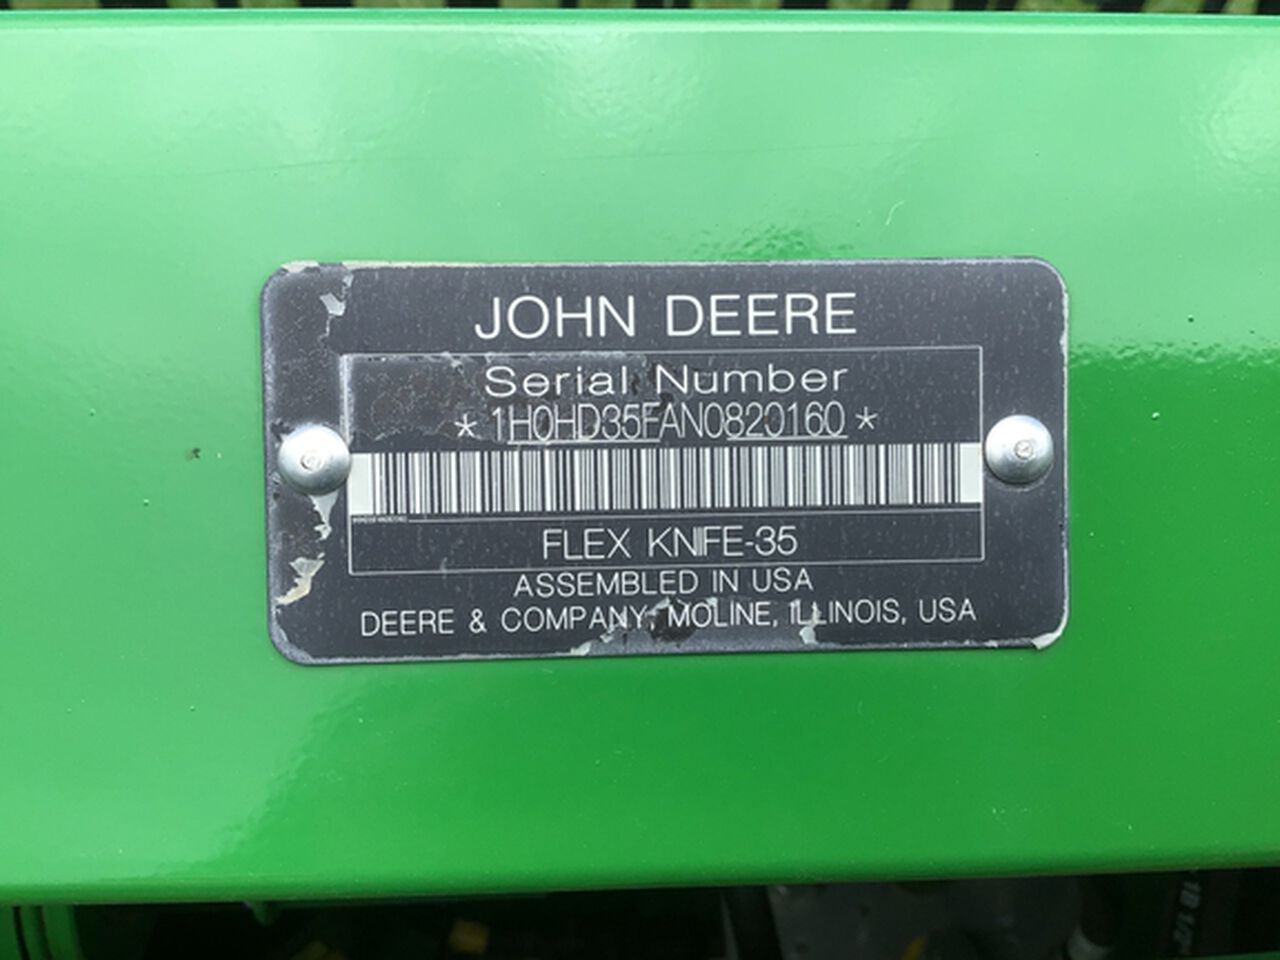 JOHN DEERE
Serial Number
* 1H0HD35FAN0820160 *
FLEX KNIFE-35
ASSEMBLED IN USA
DEERE & COMPANY, MOLINE, ILLINOIS, USA